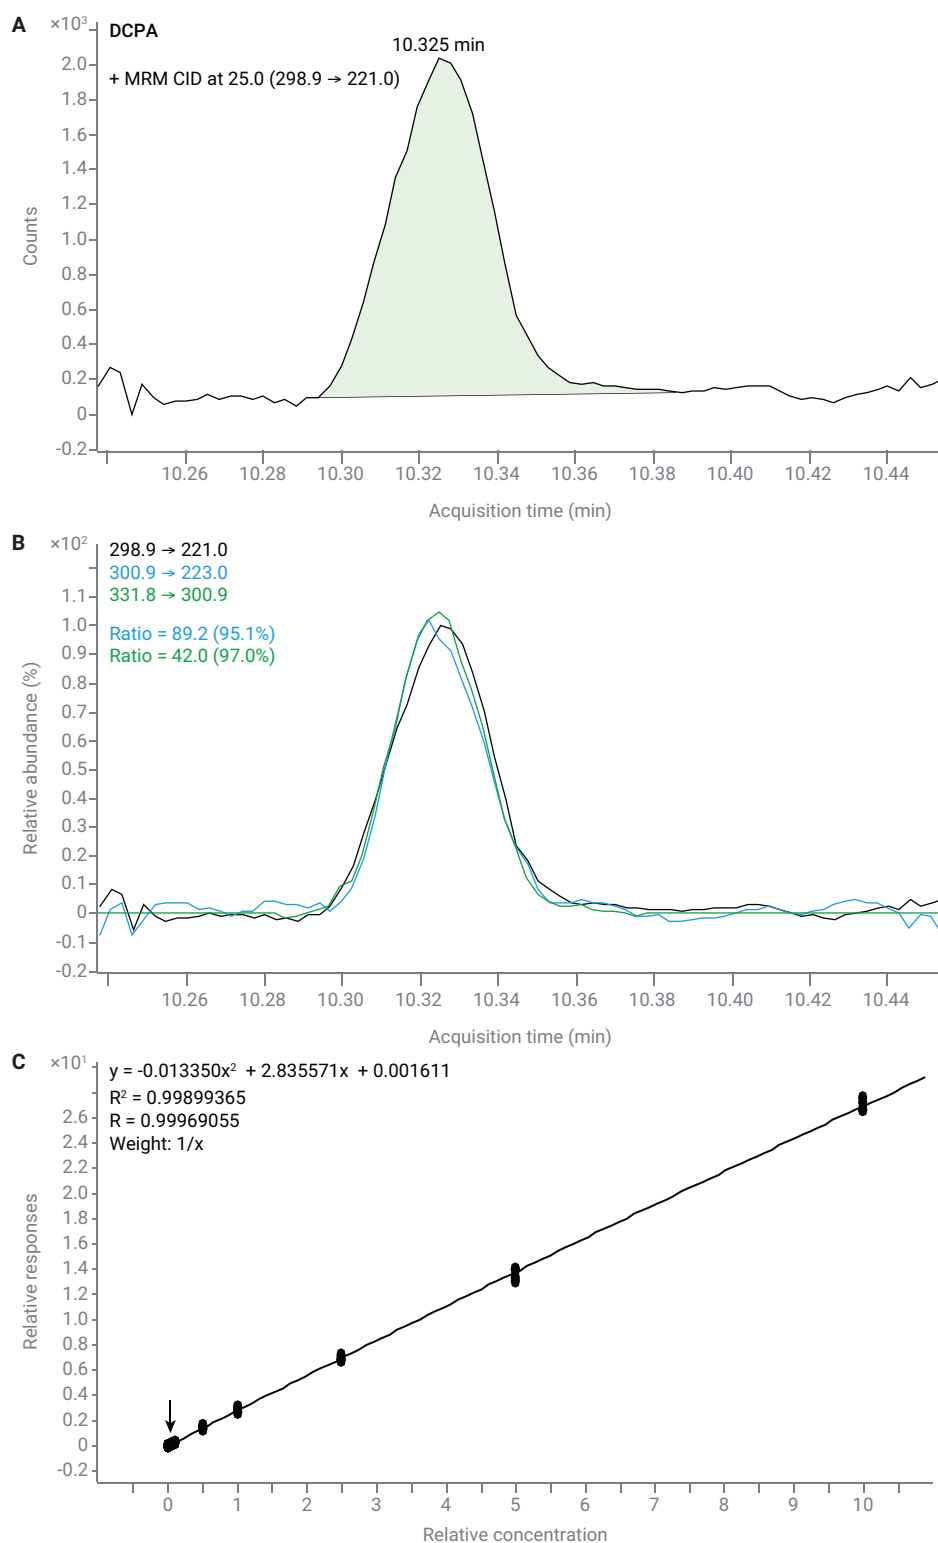 A
×10³
DCPA
10.325 min
+ MRM CID at 25.0 (298.9 → 221.0)
2.0
1.8
1.6
1.4
1.2
1.0
0.8
0.6
0.4
0.2
0
-0.2
Counts
10.26 10.28 10.30 10.32 10.34 10.36 10.38 10.40 10.42 10.44
Acquisition time (min)
B
×10²
298.9 → 221.0
300.9 → 223.0
331.8 → 300.9
Ratio = 89.2 (95.1%)
Ratio = 42.0 (97.0%)
1.1
1.0
0.9
0.8
0.7
0.6
0.5
0.4
0.3
0.2
0.1
0
-0.1
-0.2
Relative abundance (%)
10.26 10.28 10.30 10.32 10.34 10.36 10.38 10.40 10.42 10.44
Acquisition time (min)
C
×10¹
y = -0.013350x² + 2.835571x + 0.001611
R² = 0.99899365
R = 0.99969055
Weight: 1/x
2.6
2.4
2.2
2.0
1.8
1.6
1.4
1.2
1.0
0.8
0.6
0.4
0.2
0
-0.2
Relative responses
0 1 2 3 4 5 6 7 8 9 10
Relative concentration